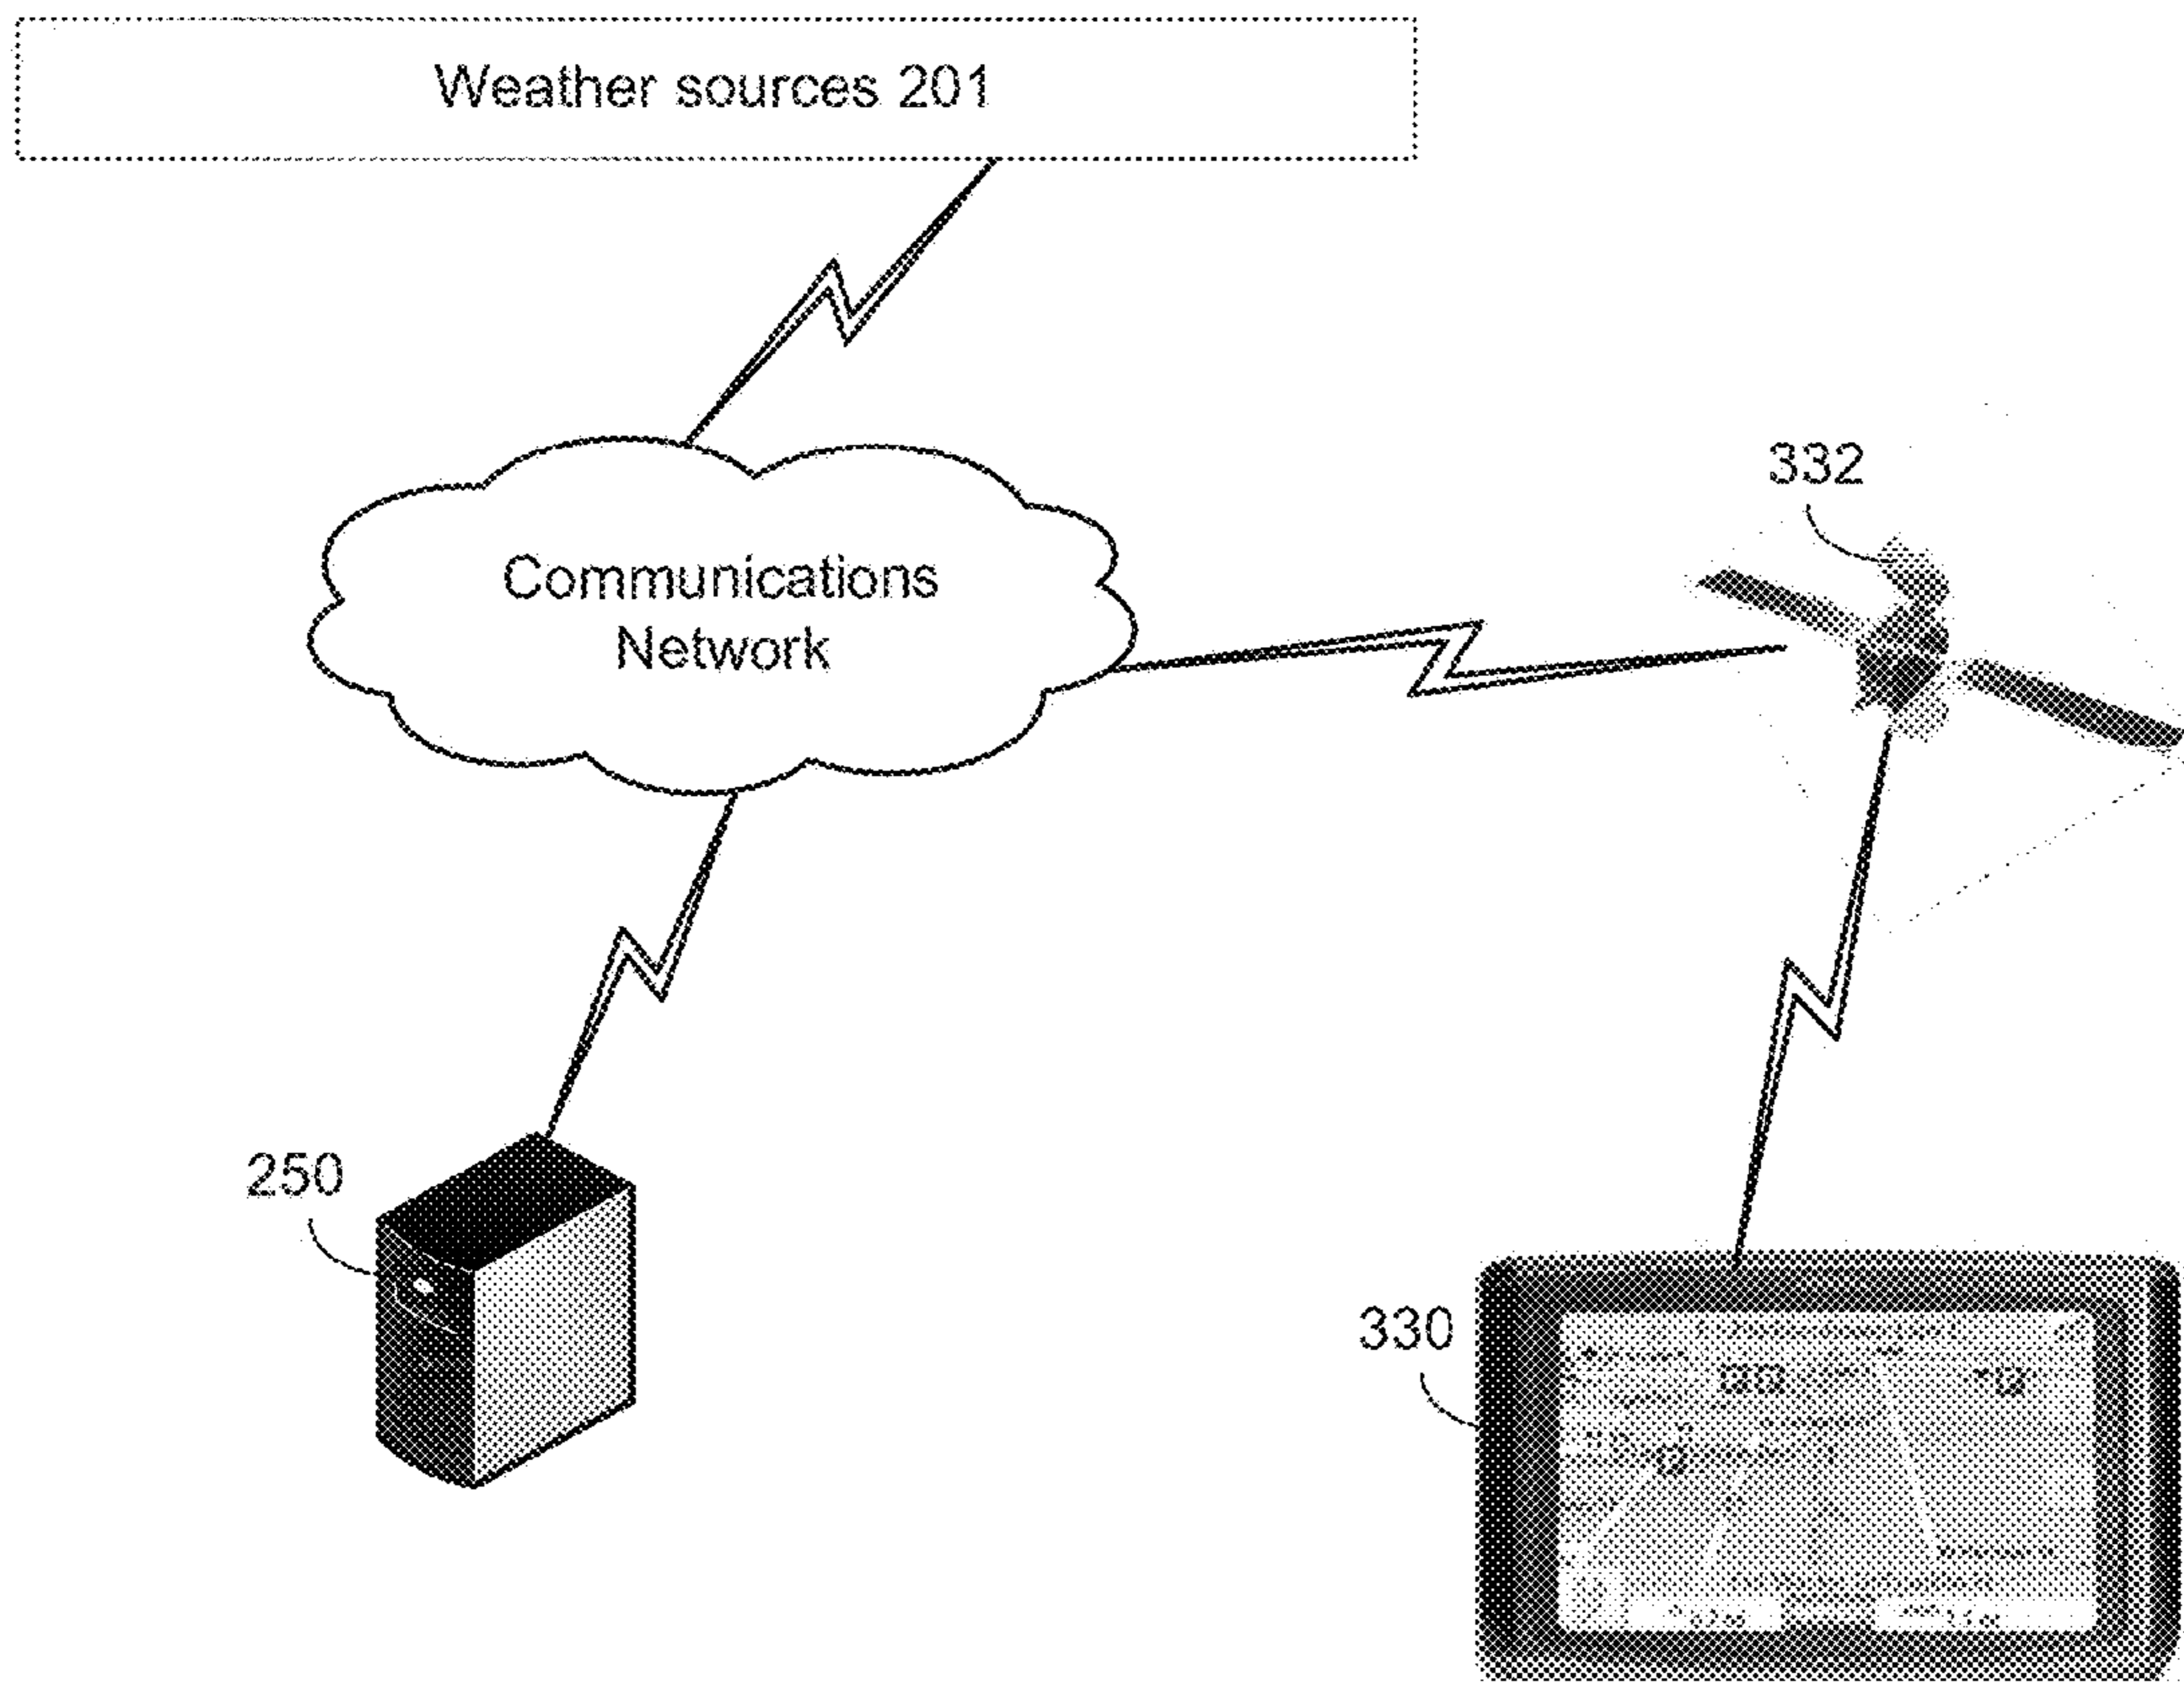 Weather sources 201
332
Communications
Network
250
330